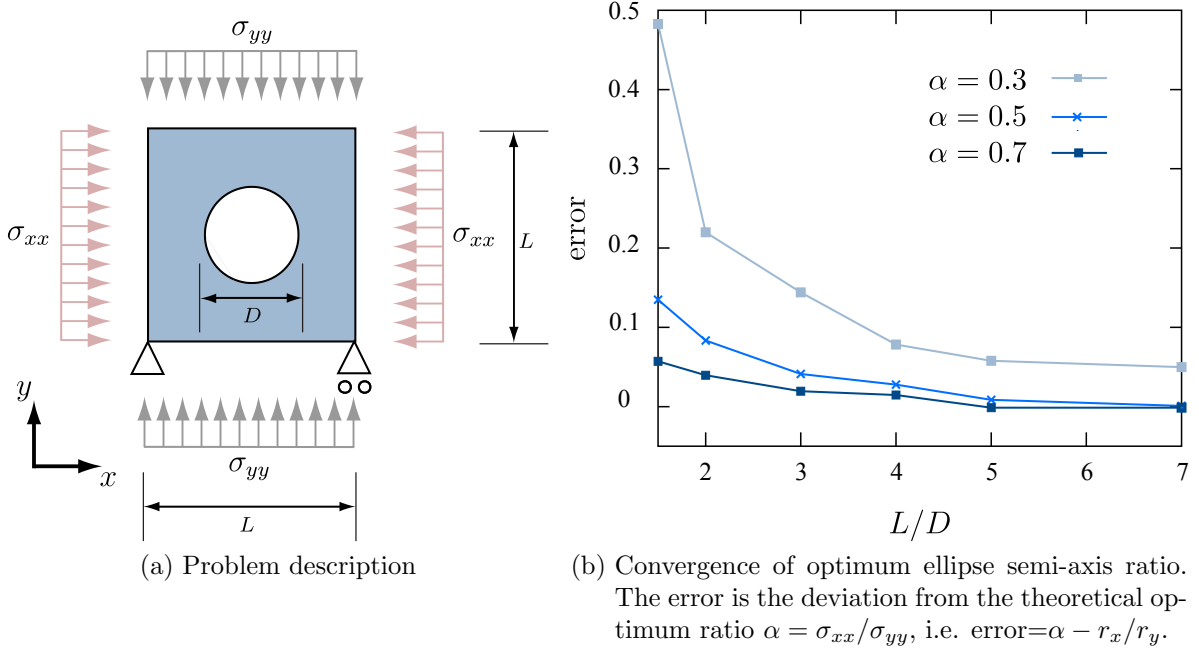 σyy
σxx
σxx
L
D
y
x
σyy
L
(a) Problem description
0.5
0.4
0.3
0.2
0.1
0
error
α = 0.3
α = 0.5
α = 0.7
2 3 4 5 6 7
L/D
(b) Convergence of optimum ellipse semi-axis ratio.
The error is the deviation from the theoretical op-
timum ratio α = σxx/σyy, i.e. error=α − rx/ry.